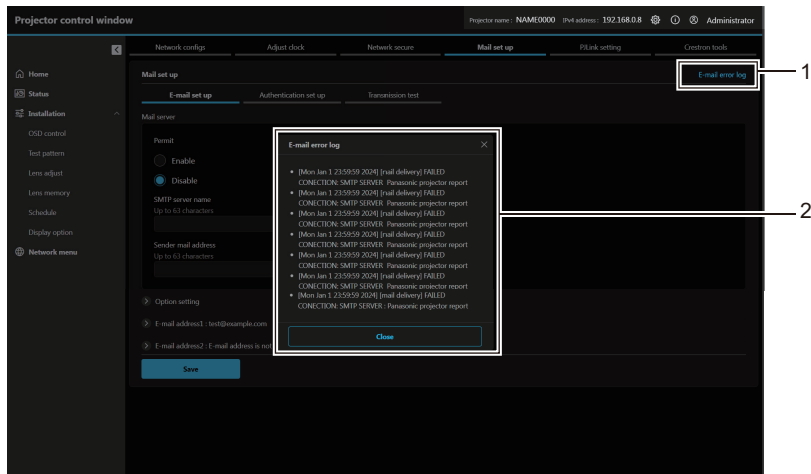 Projector control window
Projector name : NAME0000 IPv4 address : 192.168.0.8 Administrator
Network configs Adjust clock Network secure Mail set up PJLink setting Crestron tools
Home
Status
Installation
OSD control
Test pattern
Lens adjust
Lens memory
Schedule
Display option
Network menu
Mail set up
E-mail error log
1
E-mail set up Authentication set up Transmission test
Mail server
Permit
Enable
Disable
SMTP server name
Up to 63 characters
Sender mail address
Up to 63 characters
Option setting
E-mail address1 : test@example.com
E-mail address2 : E-mail address is not
Save
E-mail error log
[Mon Jan 1 23:59:59 2024] [nail delivery] FAILED
CONECTION: SMTP SERVER Panasonic projector report
[Mon Jan 1 23:59:59 2024] [nail delivery] FAILED
CONECTION: SMTP SERVER Panasonic projector report
[Mon Jan 1 23:59:59 2024] [nail delivery] FAILED
CONECTION: SMTP SERVER Panasonic projector report
[Mon Jan 1 23:59:59 2024] [nail delivery] FAILED
CONECTION: SMTP SERVER Panasonic projector report
[Mon Jan 1 23:59:59 2024] [nail delivery] FAILED
CONECTION: SMTP SERVER Panasonic projector report
[Mon Jan 1 23:59:59 2024] [nail delivery] FAILED
CONECTION: SMTP SERVER Panasonic projector report
[Mon Jan 1 23:59:59 2024] [mail delivery] FAILED
CONECTION: SMTP SERVER : Panasonic projector report
Close
2